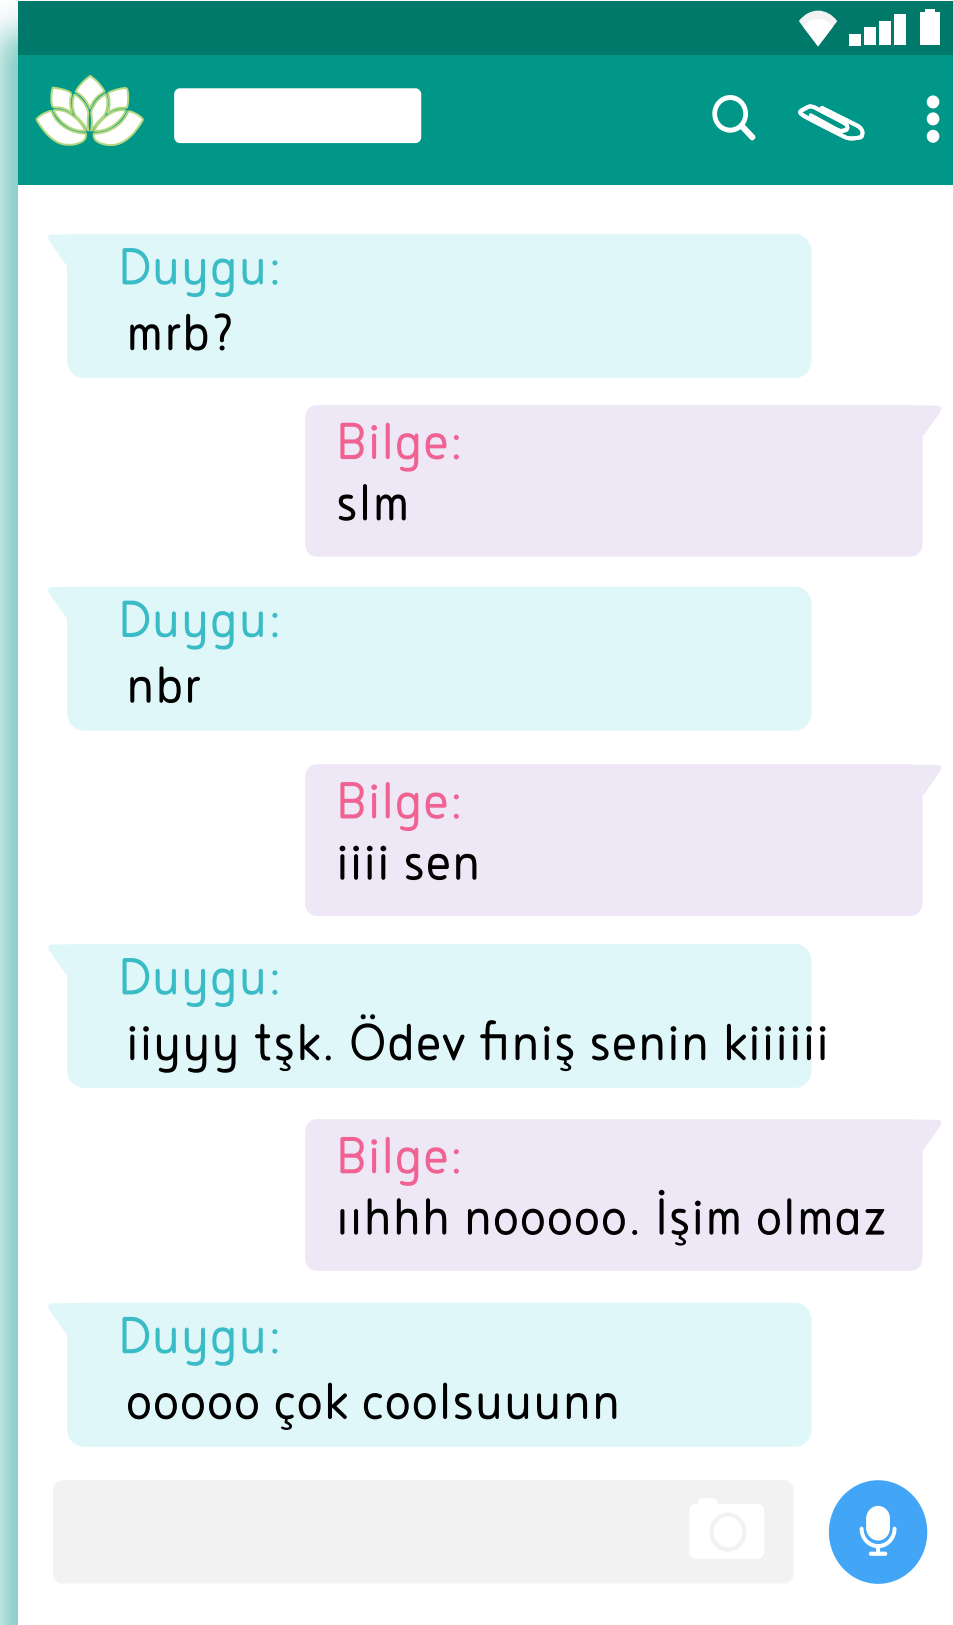 Duygu:
mrb?
Bilge:
slm
Duygu:
nbr
Bilge:
iiii sen
Duygu:
iiyyy tşk. Ödev finiş senin kiiiiii
Bilge:
ııhhh nooooo. İşim olmaz
Duygu:
ooooo çok coolsuuunn